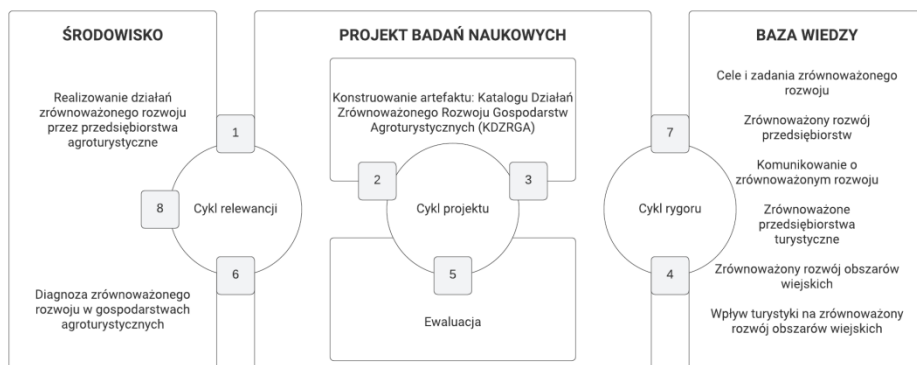 ŚRODOWISKO
Realizowanie działań
zrównoważonego rozwoju
przez przedsiębiorstwa
agroturystyczne
1
8
Cykl relewancji
6
Diagnoza zrównoważonego
rozwoju w gospodarstwach
agroturystycznych
PROJEKT BADAŃ NAUKOWYCH
Konstruowanie artefaktu: Katalogu Działań
Zrównoważonego Rozwoju Gospodarstw
Agroturystycznych (KDZRGA)
2
3
Cykl projektu
5
Ewaluacja
BAZA WIEDZY
7
Cykl rygoru
4
Cele i zadania zrównoważonego
rozwoju
Zrównoważony rozwój
przedsiębiorstw
Komunikowanie o
zrównoważonym rozwoju
Zrównoważone
przedsiębiorstwa
turystyczne
Zrównoważony rozwój obszarów
wiejskich
Wpływ turystyki na zrównoważony
rozwój obszarów wiejskich